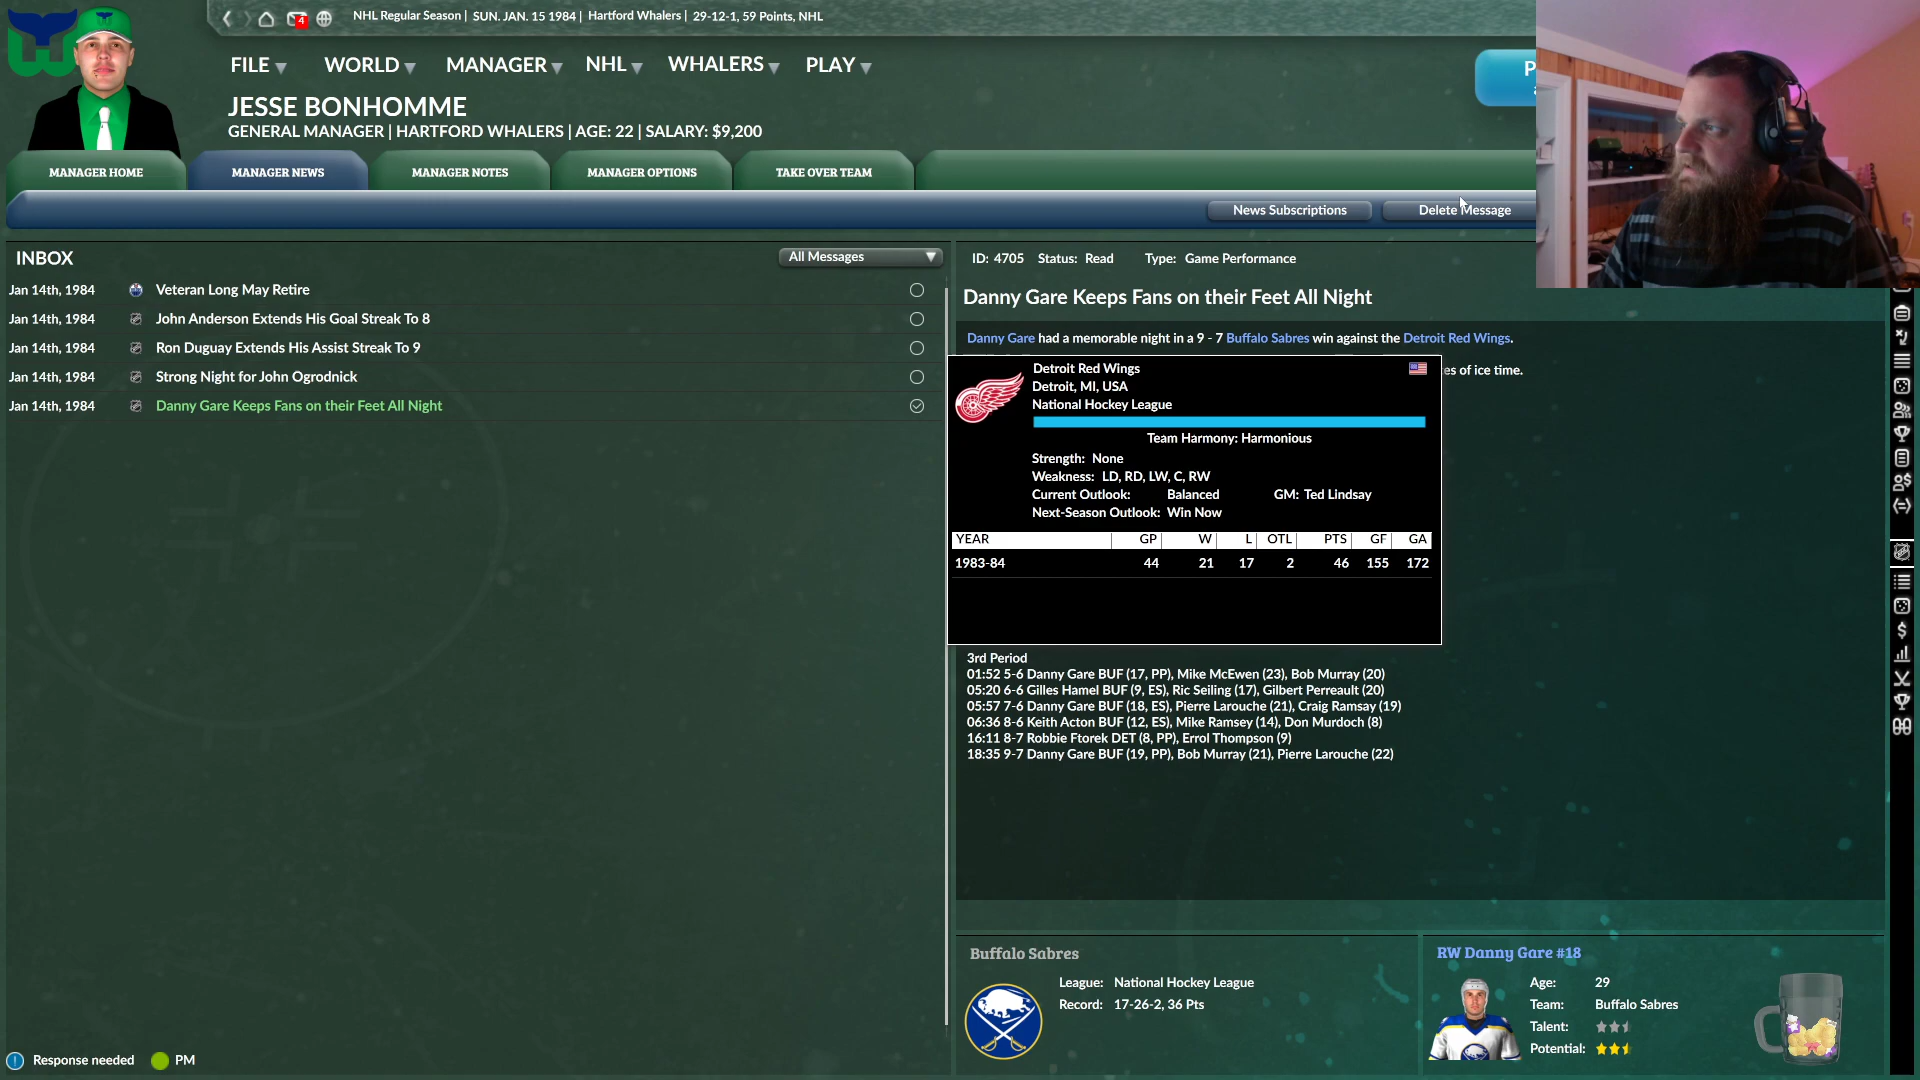 4
NHL Regular Season | SUN. JAN. 15 1984 | Hartford Whalers | 29-12-1, 59 Points, NHL
FILE WORLD MANAGER NHL WHALERS PLAY
JESSE BONHOMME
GENERAL MANAGER | HARTFORD WHALERS | AGE: 22 | SALARY: $9,200
MANAGER HOME MANAGER NEWS MANAGER NOTES MANAGER OPTIONS TAKE OVER TEAM
News Subscriptions Delete Message
INBOX All Messages
Jan 14th, 1984 Veteran Long May Retire
Jan 14th, 1984 John Anderson Extends His Goal Streak To 8
Jan 14th, 1984 Ron Duguay Extends His Assist Streak To 9
Jan 14th, 1984 Strong Night for John Ogrodnick
Jan 14th, 1984 Danny Gare Keeps Fans on their Feet All Night
ID: 4705 Status: Read Type: Game Performance
Danny Gare Keeps Fans on their Feet All Night
Danny Gare had a memorable night in a 9 - 7 Buffalo Sabres win against the Detroit Red Wings.
es of ice time.
Detroit Red Wings
Detroit, MI, USA
National Hockey League
Team Harmony: Harmonious
Strength: None
Weakness: LD, RD, LW, C, RW
Current Outlook: Balanced GM: Ted Lindsay
Next-Season Outlook: Win Now
YEAR GP W L OTL PTS GF GA
1983-84 44 21 17 2 46 155 172
3rd Period
01:52 5-6 Danny Gare BUF (17, PP), Mike McEwen (23), Bob Murray (20)
05:20 6-6 Gilles Hamel BUF (9, ES), Ric Seiling (17), Gilbert Perreault (20)
05:57 7-6 Danny Gare BUF (18, ES), Pierre Larouche (21), Craig Ramsay (19)
06:36 8-6 Keith Acton BUF (12, ES), Mike Ramsey (14), Don Murdoch (8)
16:11 8-7 Robbie Ftorek DET (8, PP), Errol Thompson (9)
18:35 9-7 Danny Gare BUF (19, PP), Bob Murray (21), Pierre Larouche (22)
Buffalo Sabres
League: National Hockey League
Record: 17-26-2, 36 Pts
RW Danny Gare #18
Age: 29
Team: Buffalo Sabres
Talent:
Potential:
Response needed PM